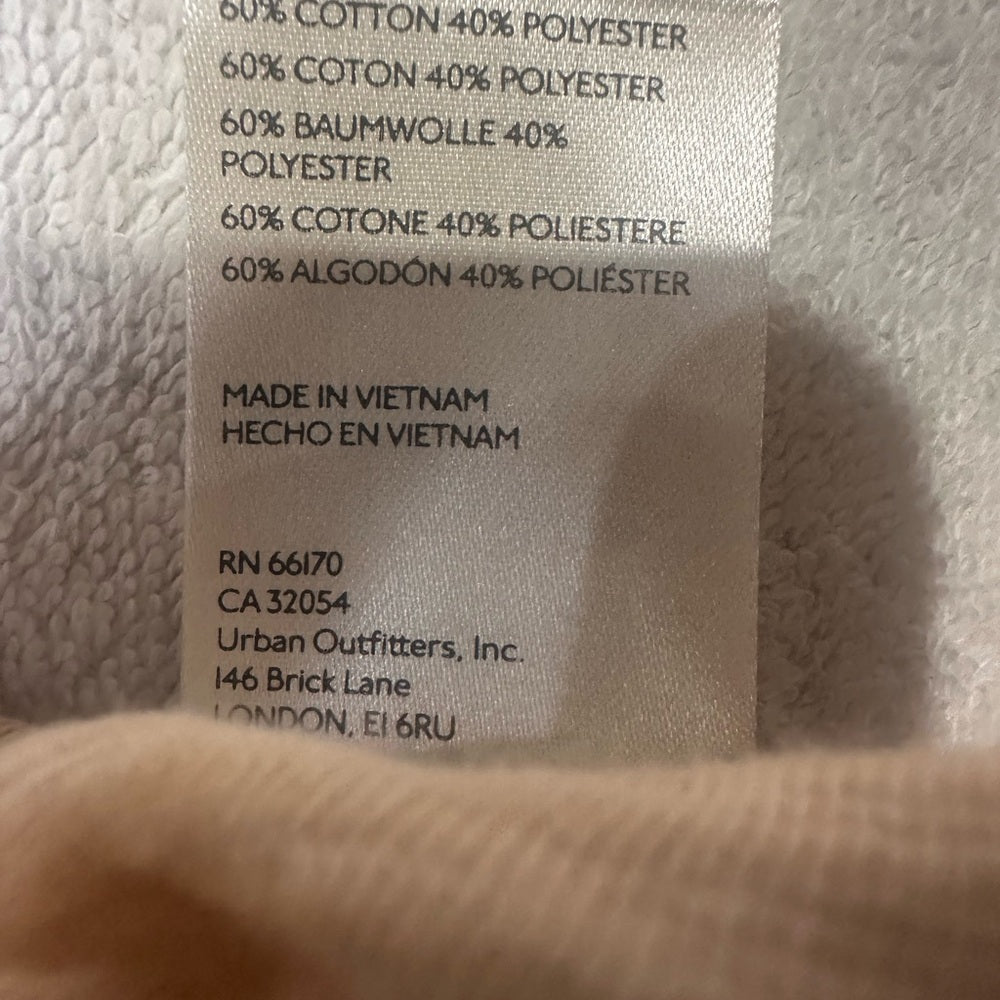 60% COTTON 40% POLYESTER
60% COTON 40% POLYESTER
60% BAUMWOLLE 40%
POLYESTER
60% COTONE 40% POLIESTERE
60% ALGODÓN 40% POLIÉSTER
MADE IN VIETNAM
HECHO EN VIETNAM
RN 66170
CA 32054
Urban Outfitters, Inc.
146 Brick Lane
LONDON, E1 6RU